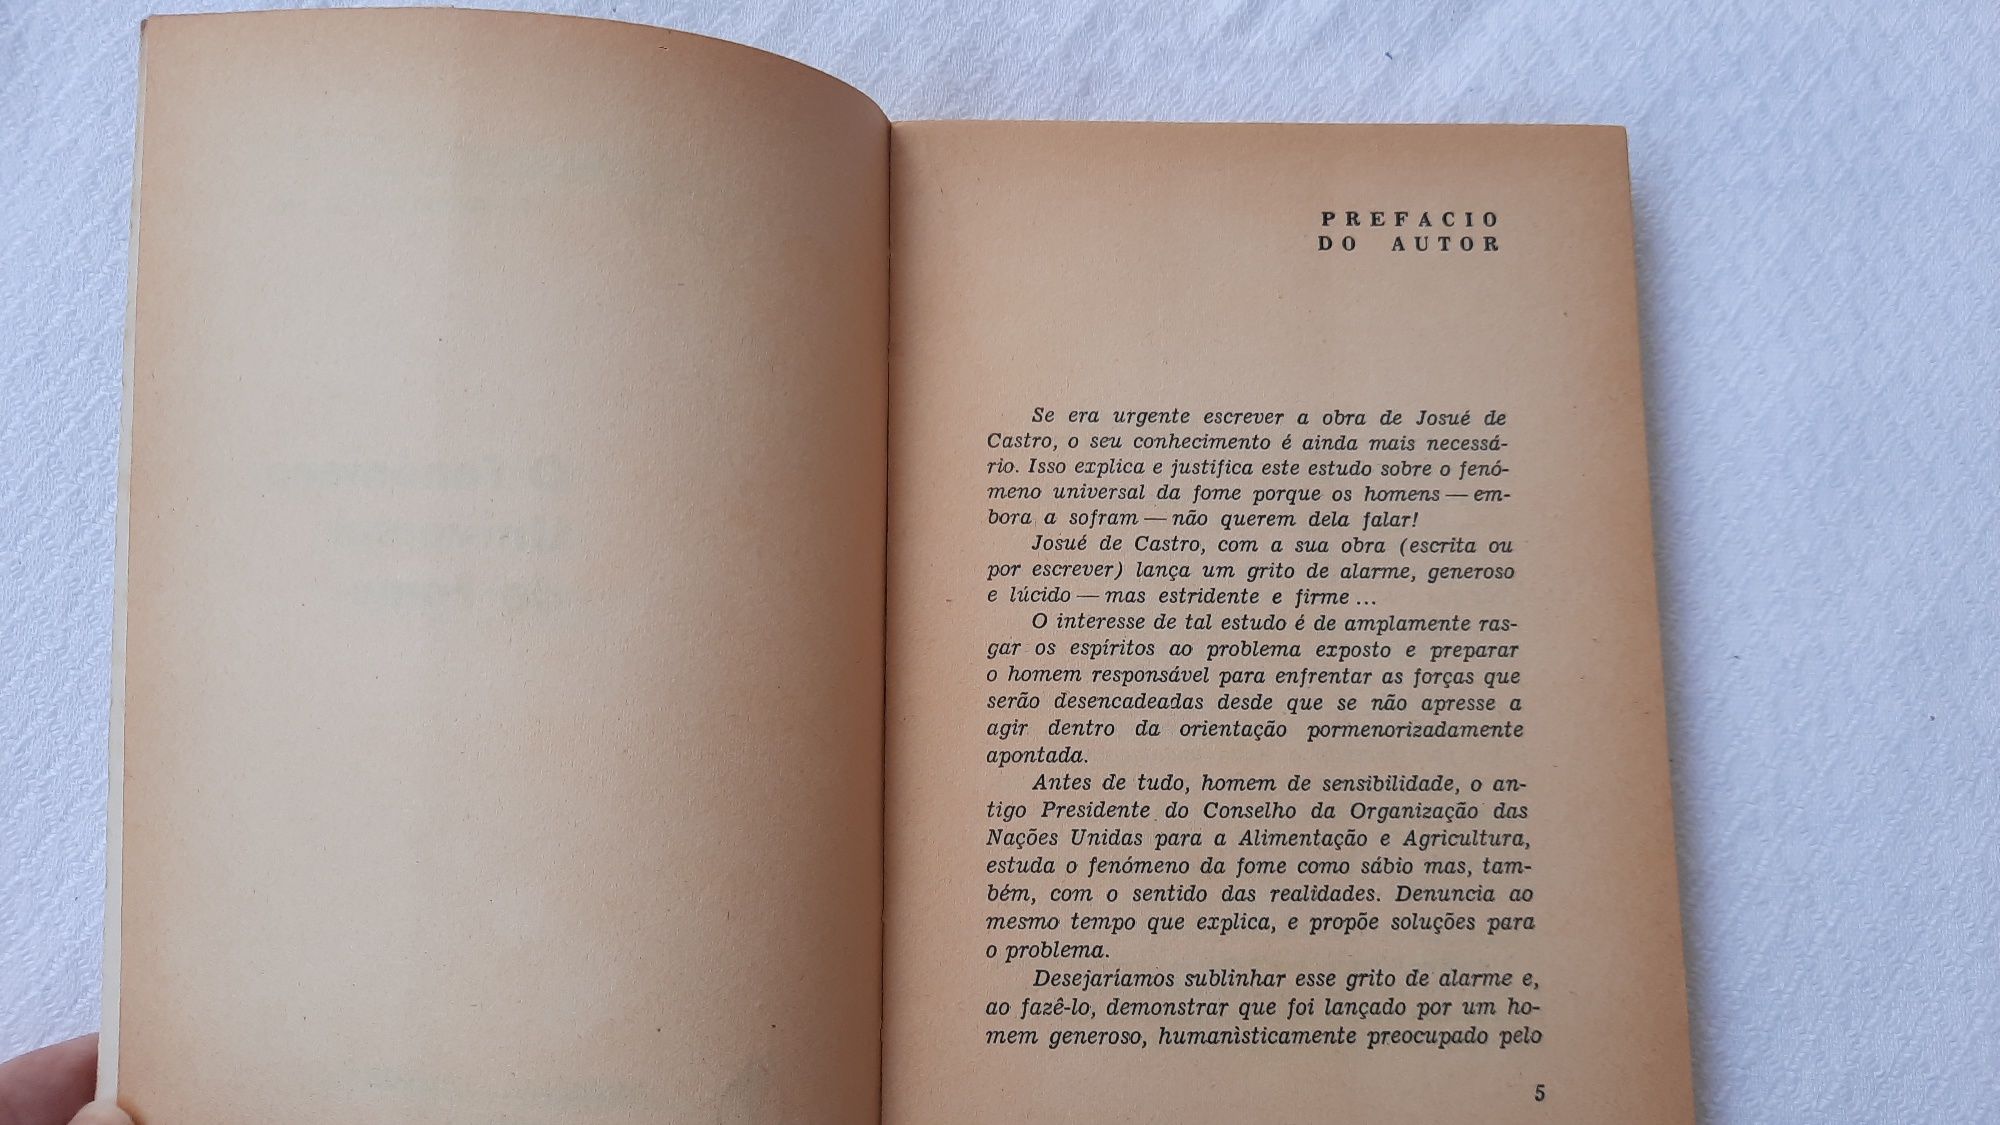 PREFACIO
DO AUTOR
Se era urgente escrever a obra de Josué de
Castro, o seu conhecimento é ainda mais necessá-
rio. Isso explica e justifica este estudo sobre o fenó-
meno universal da fome porque os homens — em-
bora a sofram — não querem dela falar!
Josué de Castro, com a sua obra (escrita ou
por escrever) lança um grito de alarme, generoso
e lúcido — mas estridente e firme ...
O interesse de tal estudo é de amplamente ras-
gar os espíritos ao problema exposto e preparar
o homem responsável para enfrentar as forças que
serão desencadeadas desde que se não apresse a
agir dentro da orientação pormenorizadamente
apontada.
Antes de tudo, homem de sensibilidade, o an-
tigo Presidente do Conselho da Organização das
Nações Unidas para a Alimentação e Agricultura,
estuda o fenómeno da fome como sábio mas, tam-
bém, com o sentido das realidades. Denuncia ao
mesmo tempo que explica, e propõe soluções para
o problema.
Desejaríamos sublinhar esse grito de alarme e,
ao fazê-lo, demonstrar que foi lançado por um ho-
mem generoso, humanìsticamente preocupado pelo
5